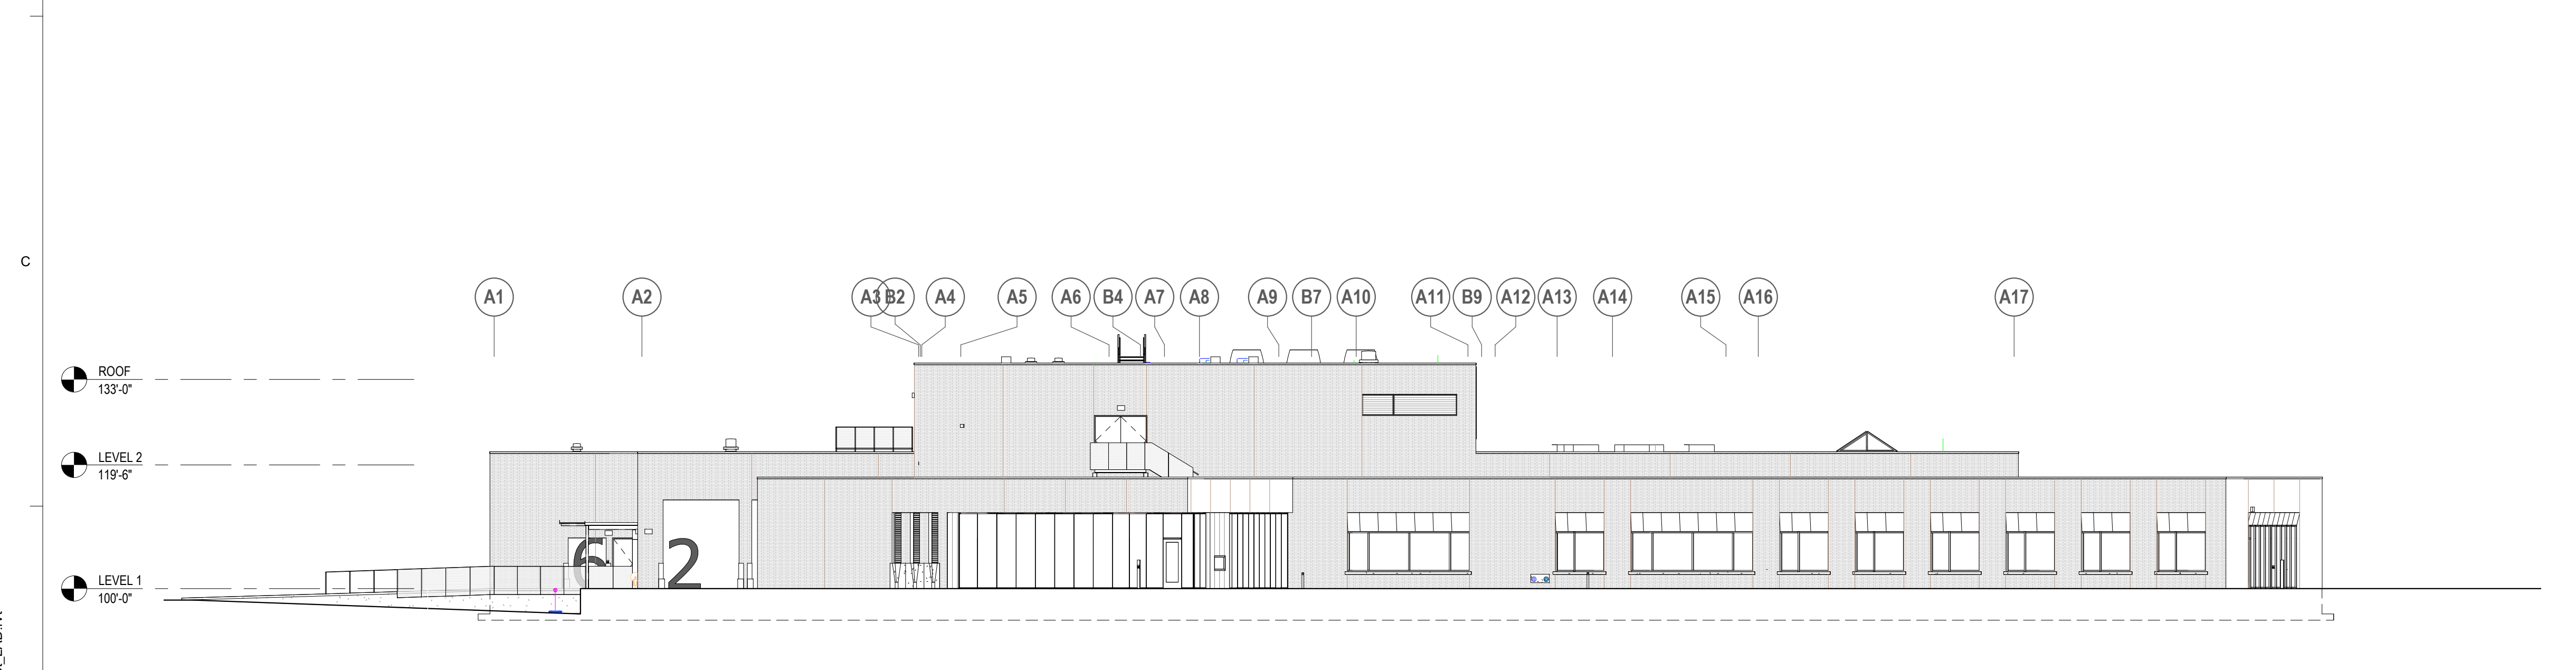 C
A1
A2
A3
B2
A4
A5
A6
B4
A7
A8
A9
B7
A10
A11
B9
A12
A13
A14
A15
A16
A17
ROOF
133'-0"
LEVEL 2
119'-6"
6
2
LEVEL 1
100'-0"